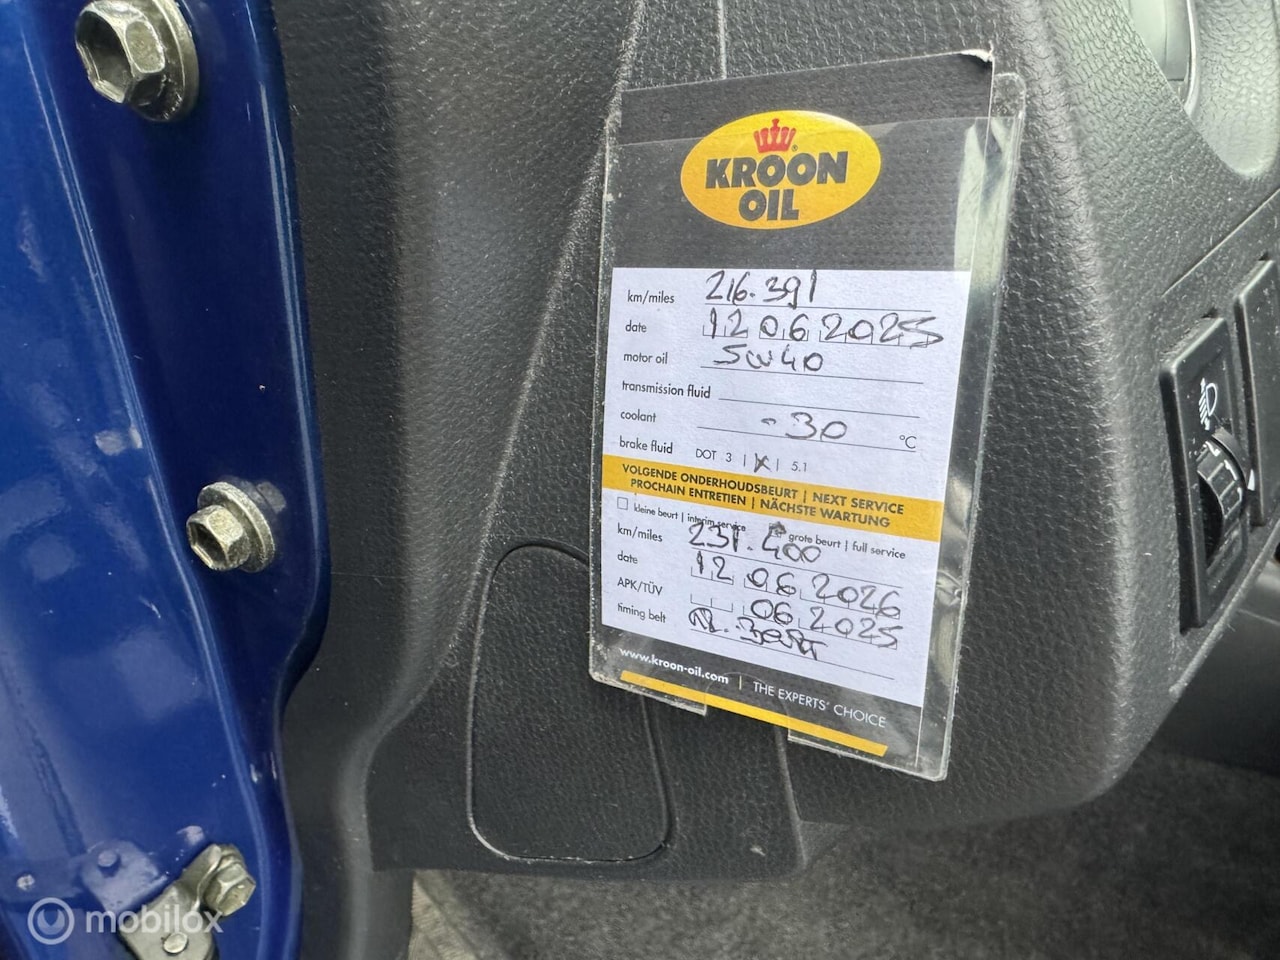 KROON
OIL
km/miles 216.391
date 12 06 2025
motor oil 5w40
transmission fluid
coolant -30 °C
brake fluid DOT 3 | X | 5.1
VOLGENDE ONDERHOUDSBEURT | NEXT SERVICE
PROCHAIN ENTRETIEN | NÄCHSTE WARTUNG
kleine beurt | interim service grote beurt | full service
km/miles 231.400
date 12 06 2026
APK/TÜV 06 2025
timing belt
www.kroon-oil.com | THE EXPERTS' CHOICE
mobilox